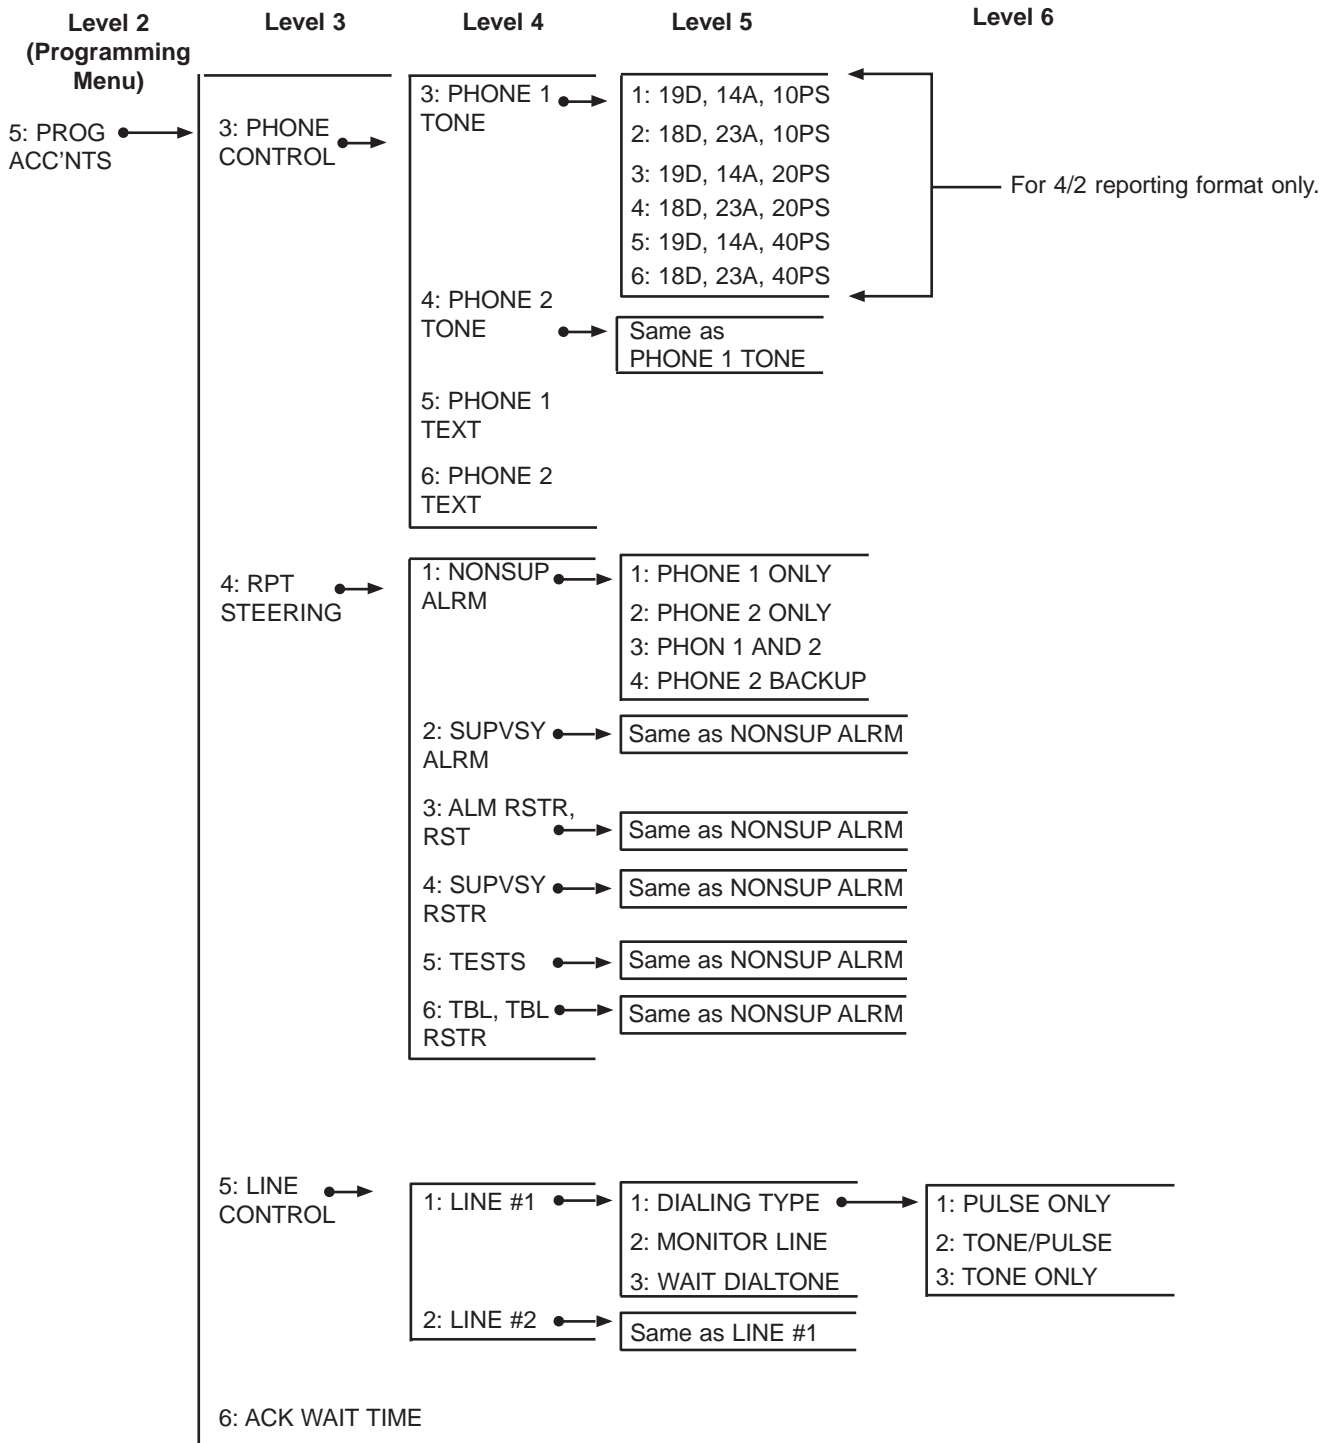 Level 2
(Programming
Menu)
Level 3
Level 4
Level 5
Level 6
5: PROG
ACC'NTS
3: PHONE
CONTROL
3: PHONE 1
TONE
1: 19D, 14A, 10PS
2: 18D, 23A, 10PS
3: 19D, 14A, 20PS
4: 18D, 23A, 20PS
5: 19D, 14A, 40PS
6: 18D, 23A, 40PS
For 4/2 reporting format only.
4: PHONE 2
TONE
Same as
PHONE 1 TONE
5: PHONE 1
TEXT
6: PHONE 2
TEXT
4: RPT
STEERING
1: NONSUP
ALRM
1: PHONE 1 ONLY
2: PHONE 2 ONLY
3: PHON 1 AND 2
4: PHONE 2 BACKUP
2: SUPVSY
ALRM
Same as NONSUP ALRM
3: ALM RSTR,
RST
Same as NONSUP ALRM
4: SUPVSY
RSTR
Same as NONSUP ALRM
5: TESTS
Same as NONSUP ALRM
6: TBL, TBL
RSTR
Same as NONSUP ALRM
5: LINE
CONTROL
1: LINE #1
1: DIALING TYPE
2: MONITOR LINE
3: WAIT DIALTONE
1: PULSE ONLY
2: TONE/PULSE
3: TONE ONLY
2: LINE #2
Same as LINE #1
6: ACK WAIT TIME